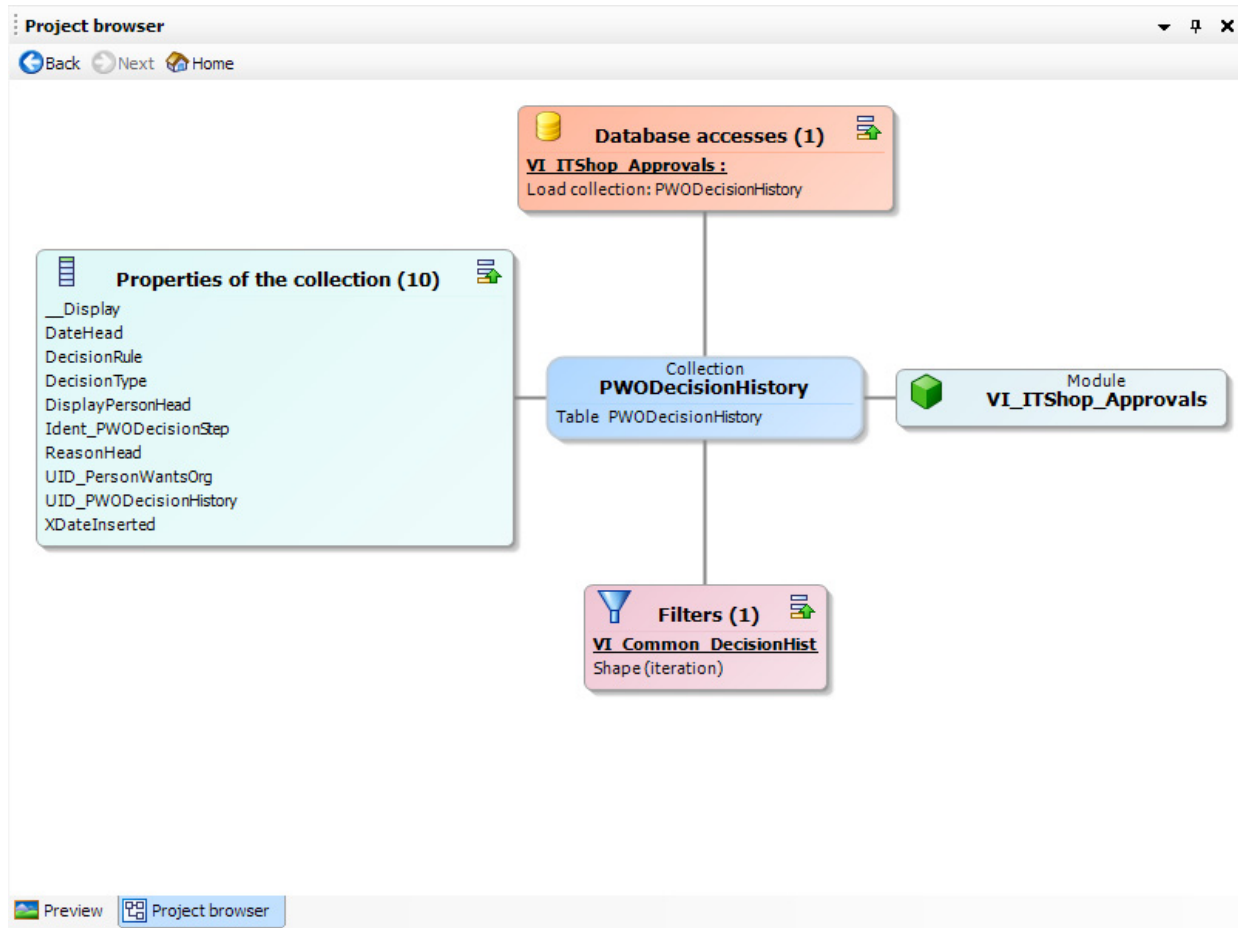 Project browser
Back Next Home
Database accesses (1)
VI_ITShop_Approvals :
Load collection: PWODecisionHistory
Properties of the collection (10)
__Display
DateHead
DecisionRule
DecisionType
DisplayPersonHead
Ident_PWODecisionStep
ReasonHead
UID_PersonWantsOrg
UID_PWODecisionHistory
XDateInserted
Collection
PWODecisionHistory
Table PWODecisionHistory
Module
VI_ITShop_Approvals
Filters (1)
VI_Common_DecisionHist
Shape (iteration)
Preview Project browser